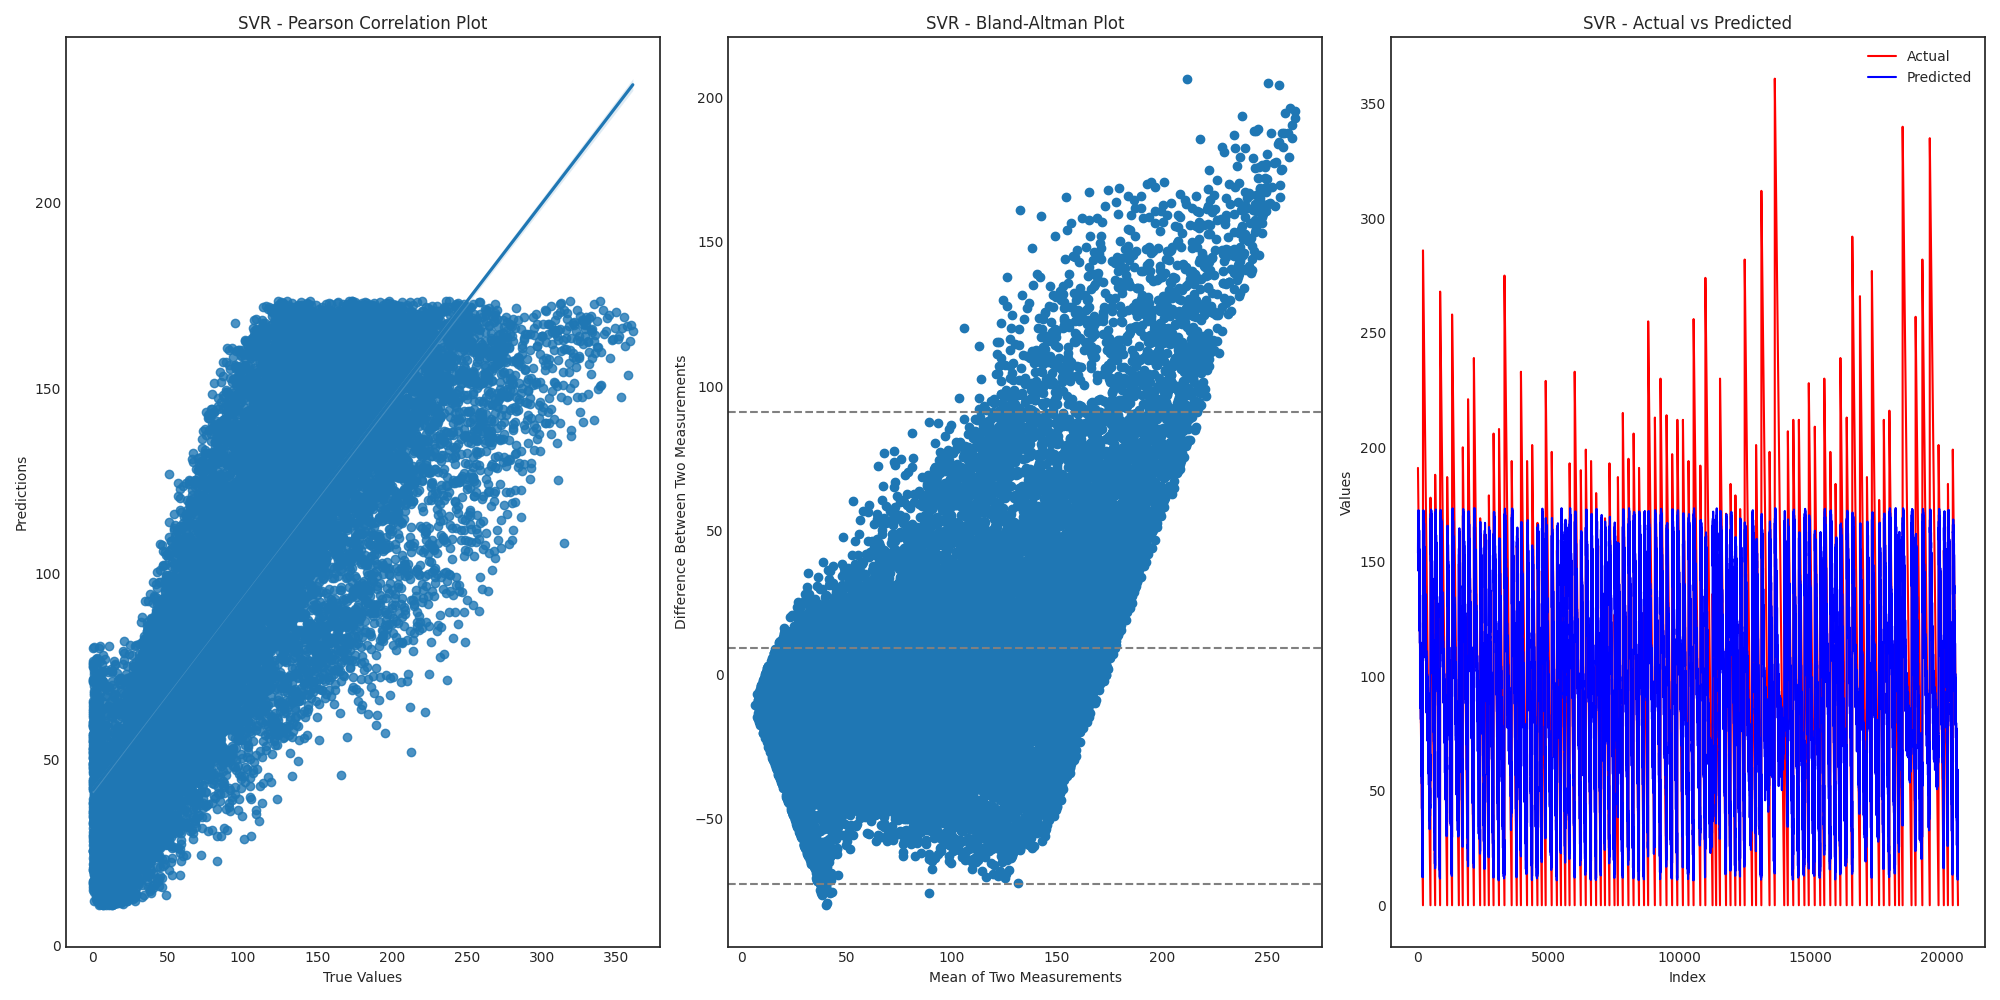 SVR - Pearson Correlation Plot
200
150
100
50
0
0 50 100 150 200 250 300 350
Predictions
True Values
SVR - Bland-Altman Plot
200
150
100
50
0
−50
0 50 100 150 200 250
Difference Between Two Measurements
Mean of Two Measurements
SVR - Actual vs Predicted
Actual
Predicted
350
300
250
200
150
100
50
0
0 5000 10000 15000 20000
Values
Index